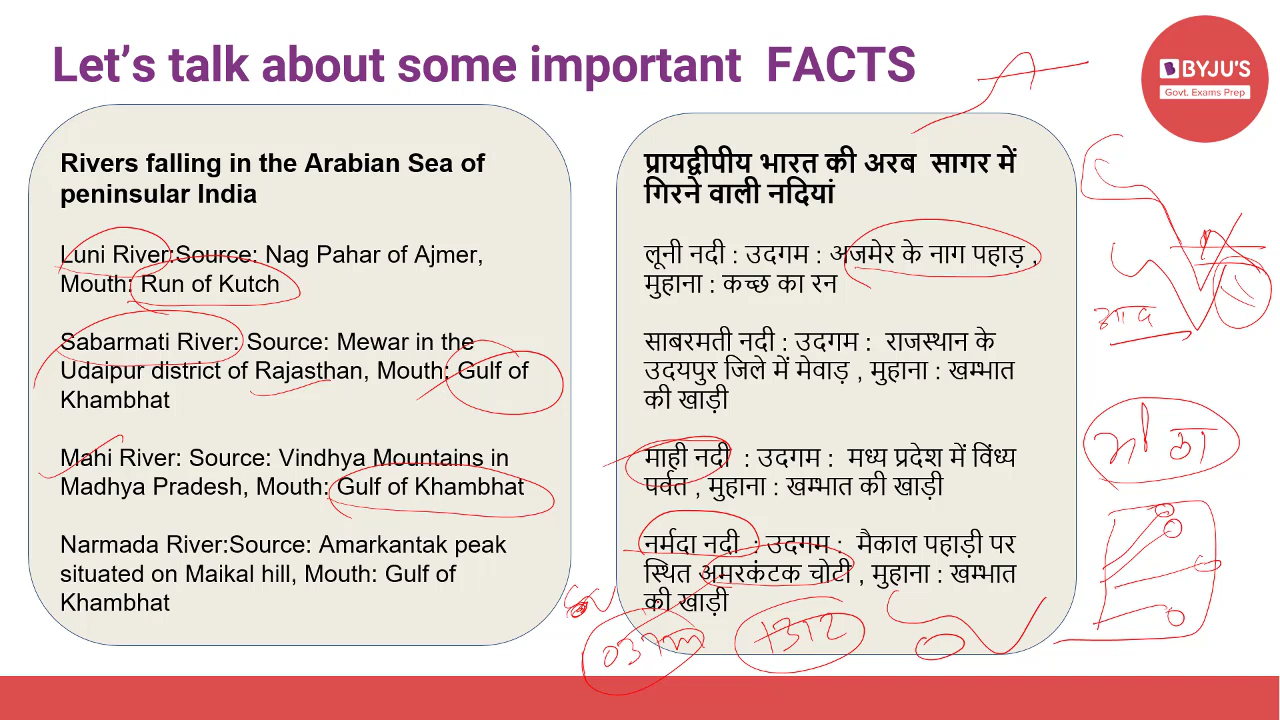 Let's talk about some important FACTS
BYJU'S
Govt. Exams Prep
Rivers falling in the Arabian Sea of
peninsular India
Luni River:Source: Nag Pahar of Ajmer,
Mouth: Run of Kutch
Sabarmati River: Source: Mewar in the
Udaipur district of Rajasthan, Mouth: Gulf of
Khambhat
Mahi River: Source: Vindhya Mountains in
Madhya Pradesh, Mouth: Gulf of Khambhat
Narmada River:Source: Amarkantak peak
situated on Maikal hill, Mouth: Gulf of
Khambhat
प्रायद्वीपीय भारत की अरब सागर में
गिरने वाली नदियां
लूनी नदी : उदगम : अजमेर के नाग पहाड़ ,
मुहाना : कच्छ का रन
साबरमती नदी : उदगम : राजस्थान के
उदयपुर जिले में मेवाड़ , मुहाना : खम्भात
की खाड़ी
माही नदी : उदगम : मध्य प्रदेश में विंध्य
पर्वत , मुहाना : खम्भात की खाड़ी
नर्मदा नदी : उदगम : मैकाल पहाड़ी पर
स्थित अमरकंटक चोटी , मुहाना : खम्भात
की खाड़ी